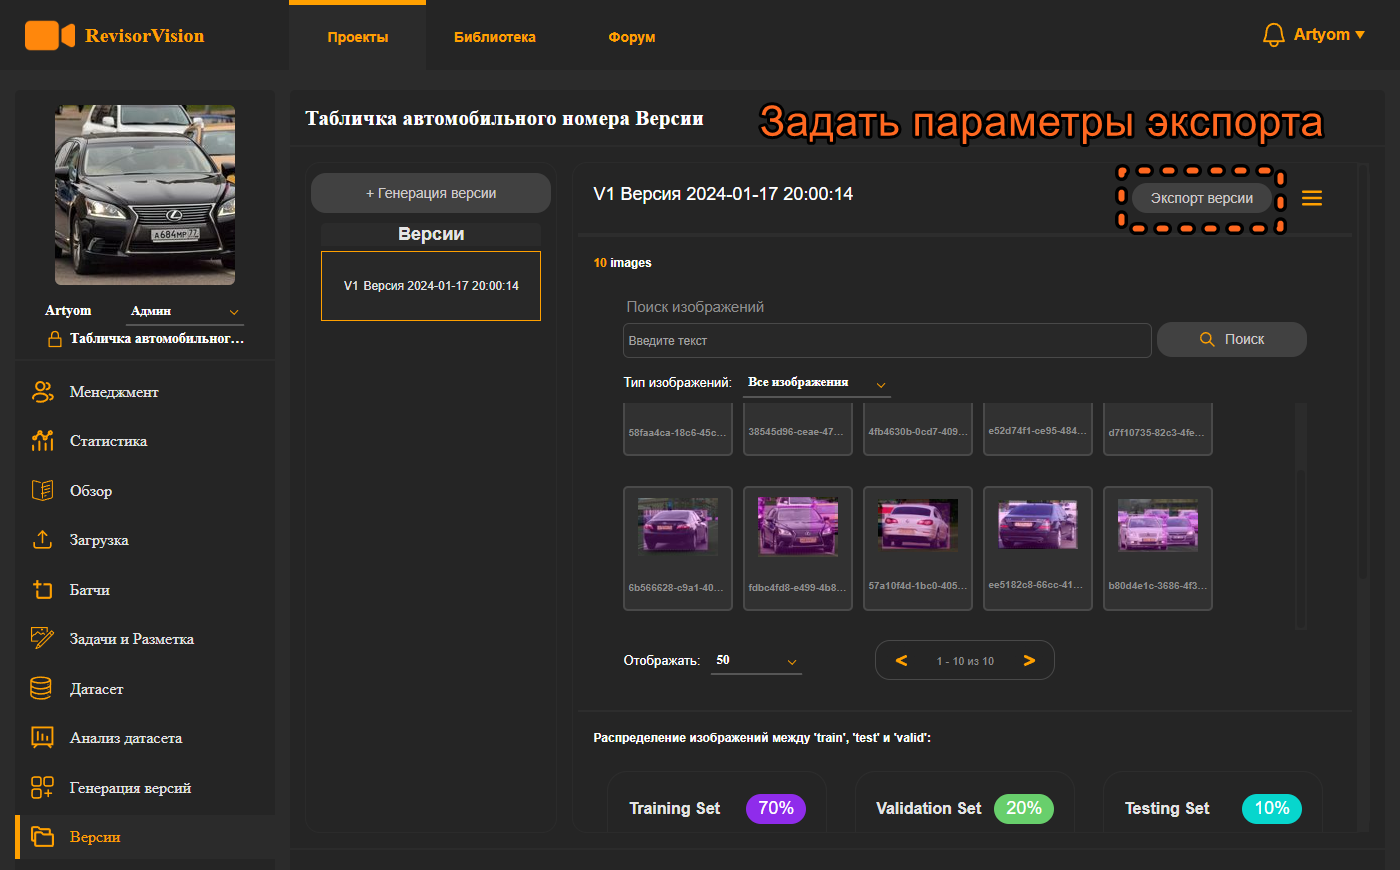 RevisorVision
Проекты
Библиотека
Форум
Artyom
Табличка автомобильного номера Версии
Задать параметры экспорта
А684МР 77
Artyom
Админ
Табличка автомобильног...
Менеджмент
Статистика
Обзор
Загрузка
Батчи
Задачи и Разметка
Датасет
Анализ датасета
Генерация версий
Версии
+ Генерация версии
Версии
V1 Версия 2024-01-17 20:00:14
V1 Версия 2024-01-17 20:00:14
Экспорт версии
10 images
Поиск изображений
Введите текст
Поиск
Тип изображений: Все изображения
58faa4ca-18c6-45c...
38545d96-ceae-47...
4fb4630b-0cd7-409...
e52d74f1-ce95-484...
d7f10735-82c3-4fe...
6b566628-c9a1-40...
fdbc4fd8-e499-4b8...
57a10f4d-1bc0-405...
ee5182c8-66cc-41...
b80d4e1c-3686-4f3...
Отображать: 50
< 1 - 10 из 10 >
Распределение изображений между 'train', 'test' и 'valid':
Training Set 70%
Validation Set 20%
Testing Set 10%